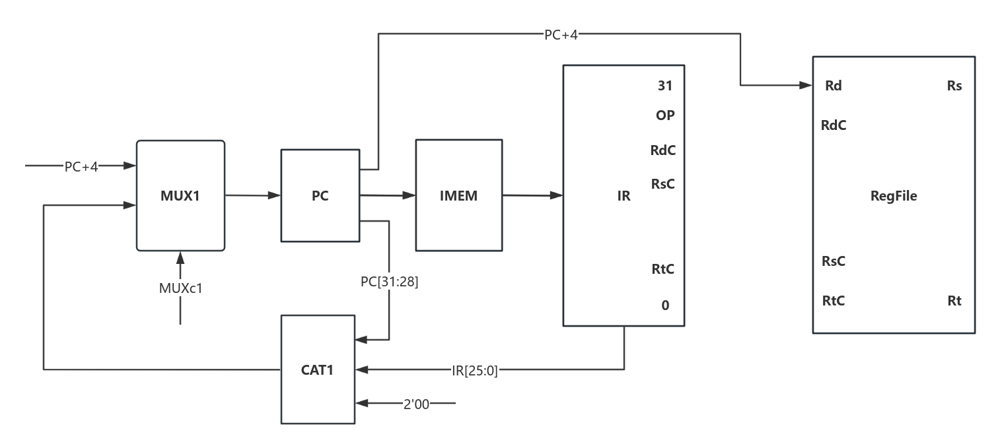 PC+4
31
Rd
Rs
OP
RdC
RdC
PC+4
RsC
MUX1
PC
IMEM
IR
RegFile
RsC
RtC
MUXc1
PC[31:28]
RtC
Rt
0
CAT1
IR[25:0]
2'00